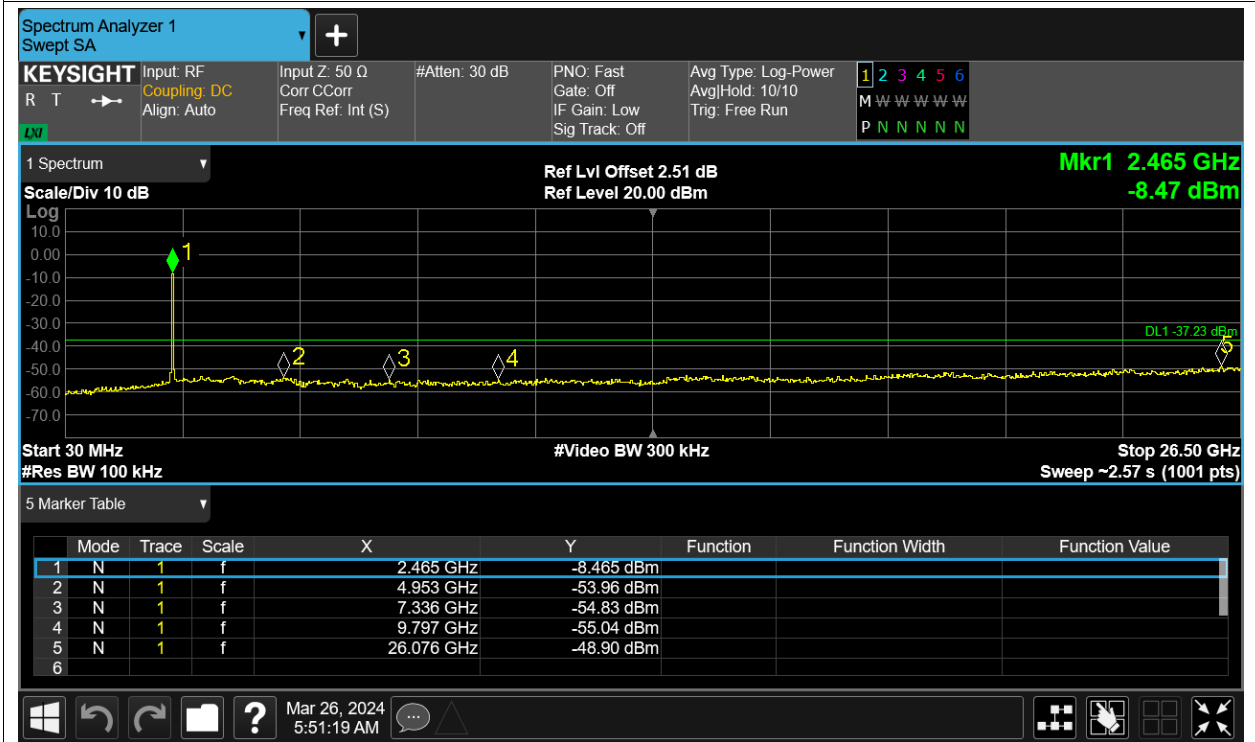 Spectrum Analyzer 1
Swept SA
KEYSIGHT
R T
LXI
Input: RF
Coupling: DC
Align: Auto
Input Z: 50 Ω
Corr CCorr
Freq Ref: Int (S)
#Atten: 30 dB
PNO: Fast
Gate: Off
IF Gain: Low
Sig Track: Off
Avg Type: Log-Power
Avg|Hold: 10/10
Trig: Free Run
1 2 3 4 5 6
M W W W W W
P N N N N N
1 Spectrum
Scale/Div 10 dB
Ref Lvl Offset 2.51 dB
Ref Level 20.00 dBm
Mkr1 2.465 GHz
-8.47 dBm
Log
10.0
0.00
-10.0
-20.0
-30.0
-40.0
-50.0
-60.0
-70.0
1
2
3
4
5
DL1 -37.23 dBm
Start 30 MHz
#Res BW 100 kHz
#Video BW 300 kHz
Stop 26.50 GHz
Sweep ~2.57 s (1001 pts)
5 Marker Table
Mode Trace Scale X Y Function Function Width Function Value
1 N 1 f 2.465 GHz -8.465 dBm
2 N 1 f 4.953 GHz -53.96 dBm
3 N 1 f 7.336 GHz -54.83 dBm
4 N 1 f 9.797 GHz -55.04 dBm
5 N 1 f 26.076 GHz -48.90 dBm
6
?
Mar 26, 2024
5:51:19 AM